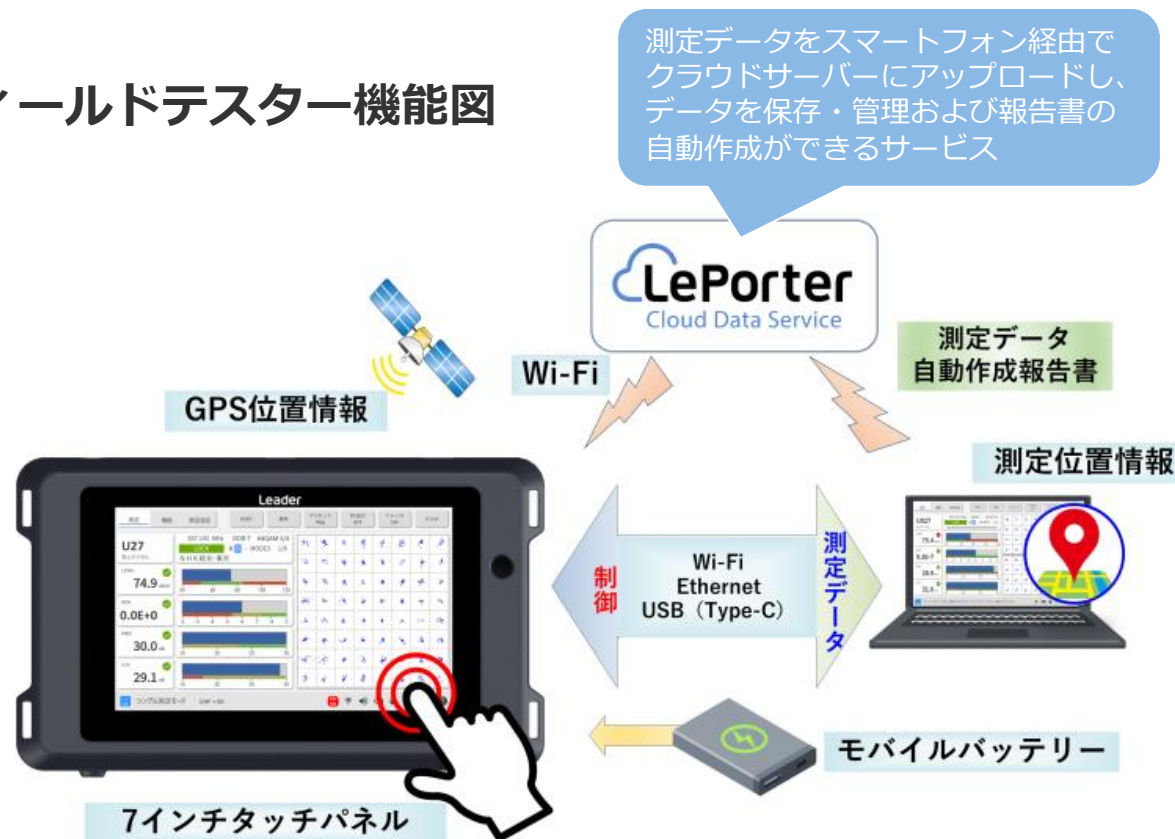 ィールドテスター機能図
測定データをスマートフォン経由で
クラウドサーバーにアップロードし、
データを保存・管理および報告書の
自動作成ができるサービス
LePorter
Cloud Data Service
Wi-Fi
測定データ
自動作成報告書
GPS位置情報
測定位置情報
Leader
U27
74.9
0.0E+0
30.0
29.1
制御
Wi-Fi
Ethernet
USB（Type-C）
測定データ
U27
モバイルバッテリー
7インチタッチパネル